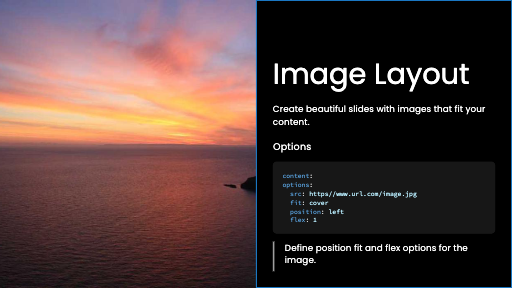 Image Layout
Create beautiful slides with images that fit your
content.
Options
content:
options:
src: https//www.url.com/image.jpg
fit: cover
position: left
flex: 1
Define position fit and flex options for the
image.